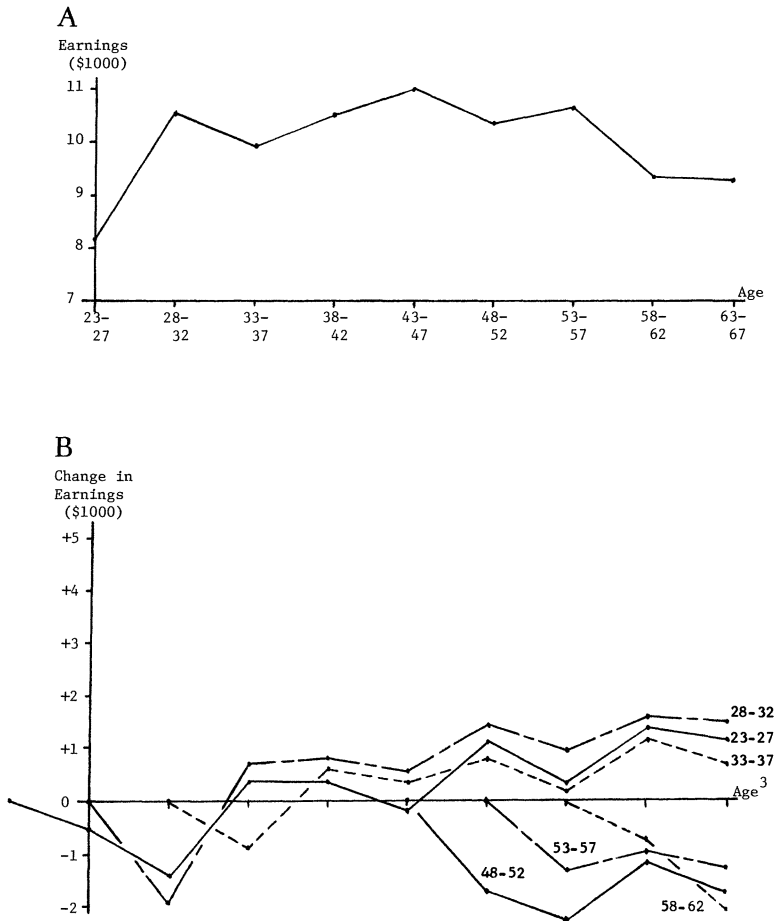 A
Earnings
($1000)
11
10
9
8
7
Age
23- 28- 33- 38- 43- 48- 53- 58- 63-
27 32 37 42 47 52 57 62 67
B
Change in
Earnings
($1000)
+5
+4
+3
+2
28-32
+1
23-27
33-37
0
Age3
-1
53-57
48-52
58-62
-2